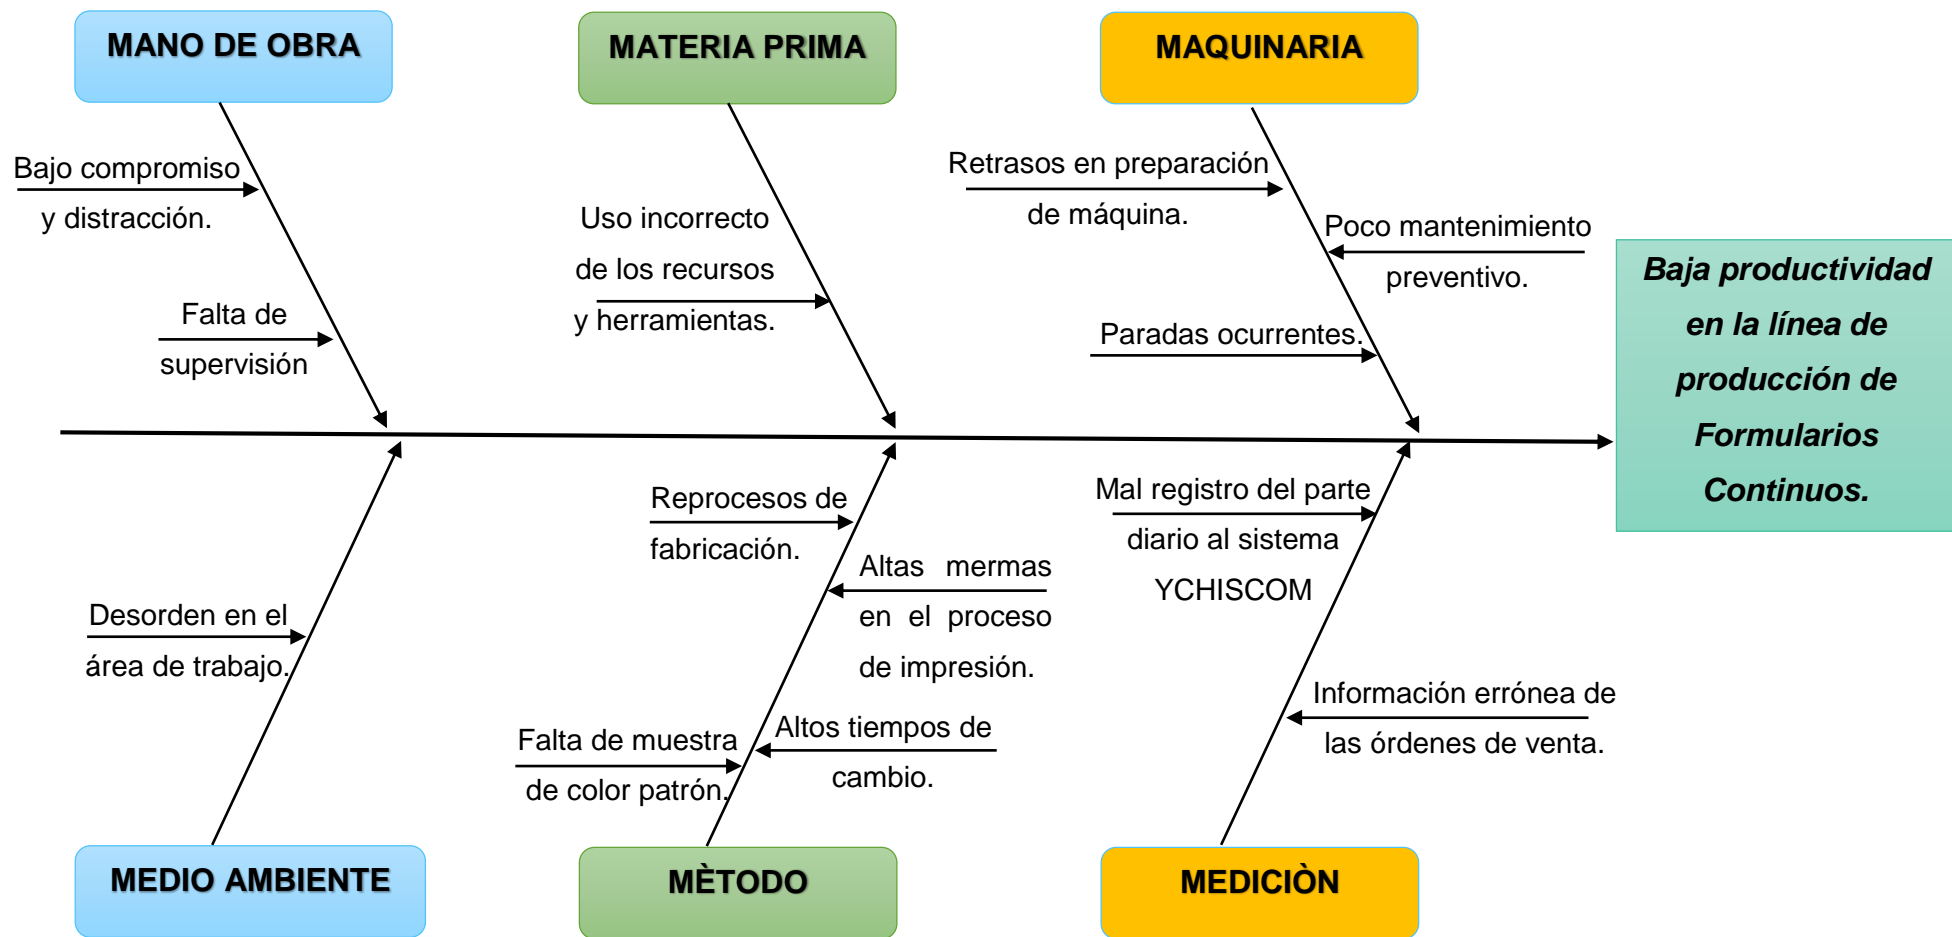 MANO DE OBRA
MATERIA PRIMA
MAQUINARIA
Bajo compromiso
y distracción.
Falta de
supervisión
Uso incorrecto
de los recursos
y herramientas.
Retrasos en preparación
de máquina.
Poco mantenimiento
preventivo.
Paradas ocurrentes.
Baja productividad
en la línea de
producción de
Formularios
Continuos.
Desorden en el
área de trabajo.
Reprocesos de
fabricación.
Altas mermas
en el proceso
de impresión.
Falta de muestra
de color patrón.
Altos tiempos de
cambio.
Mal registro del parte
diario al sistema
YCHISCOM
Información errónea de
las órdenes de venta.
MEDIO AMBIENTE
MÈTODO
MEDICIÒN